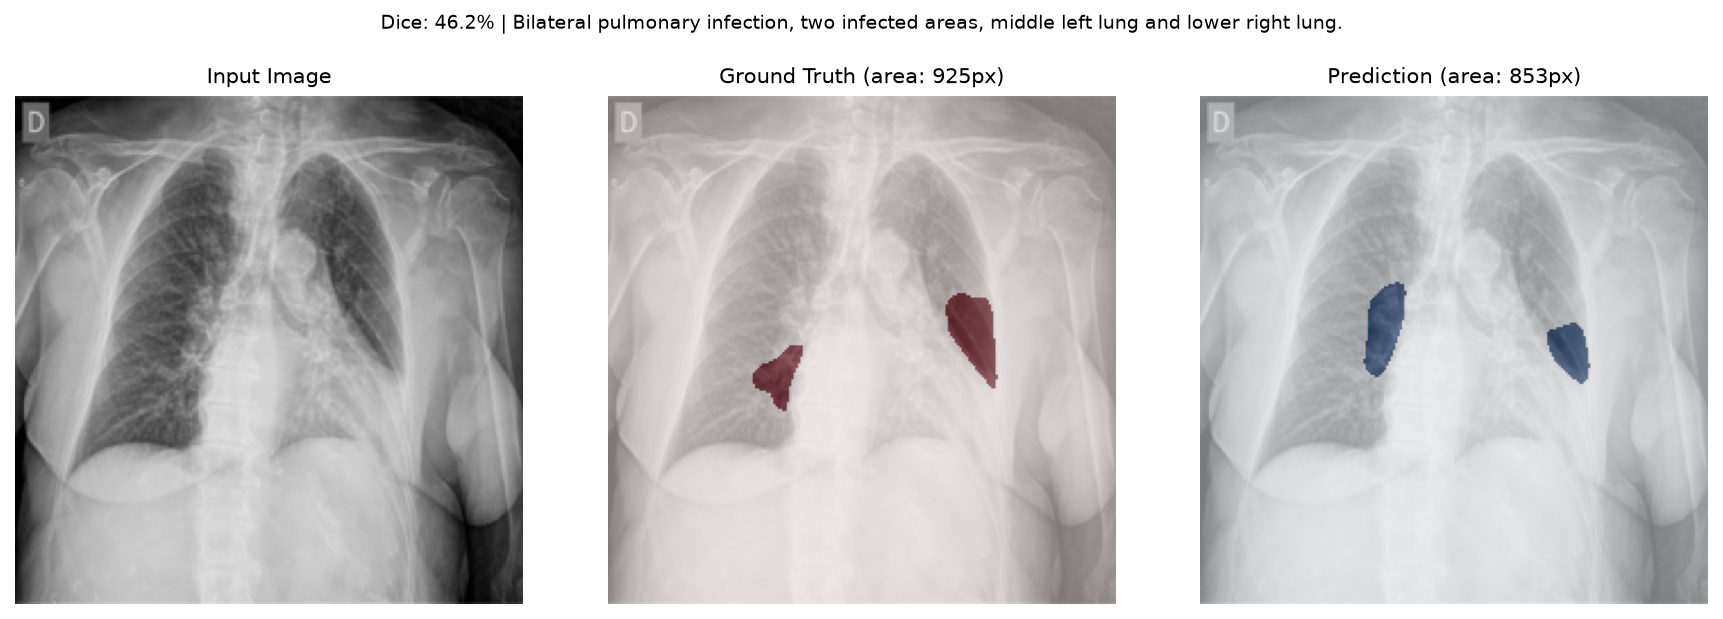 Dice: 46.2% | Bilateral pulmonary infection, two infected areas, middle left lung and lower right lung.
Input Image
Ground Truth (area: 925px)
Prediction (area: 853px)
D
D
D